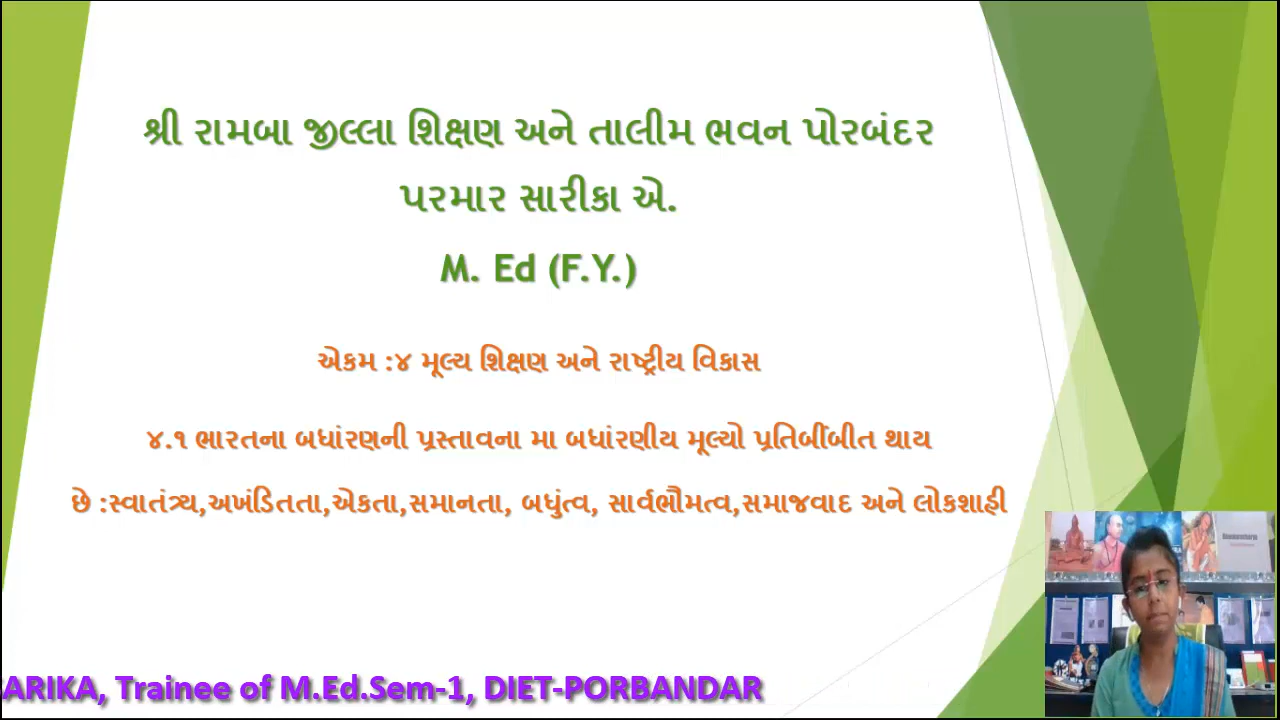 શ્રી રામબા જીલ્લા શિક્ષણ અને તાલીમ ભવન પોરબંદર
પરમાર સારીકા એ.
M. Ed (F.Y.)
એકમ :૪ મૂલ્ય શિક્ષણ અને રાષ્ટ્રીય વિકાસ
૪.૧ ભારતના બધાંરણની પ્રસ્તાવના મા બધાંરણીય મૂલ્યો પ્રતિબીંબીત થાય
છે :સ્વાતંત્ર્ય,અખંડિતતા,એકતા,સમાનતા, બધુંત્વ, સાર્વભૌમત્વ,સમાજવાદ અને લોકશાહી
ARIKA, Trainee of M.Ed.Sem-1, DIET-PORBANDAR